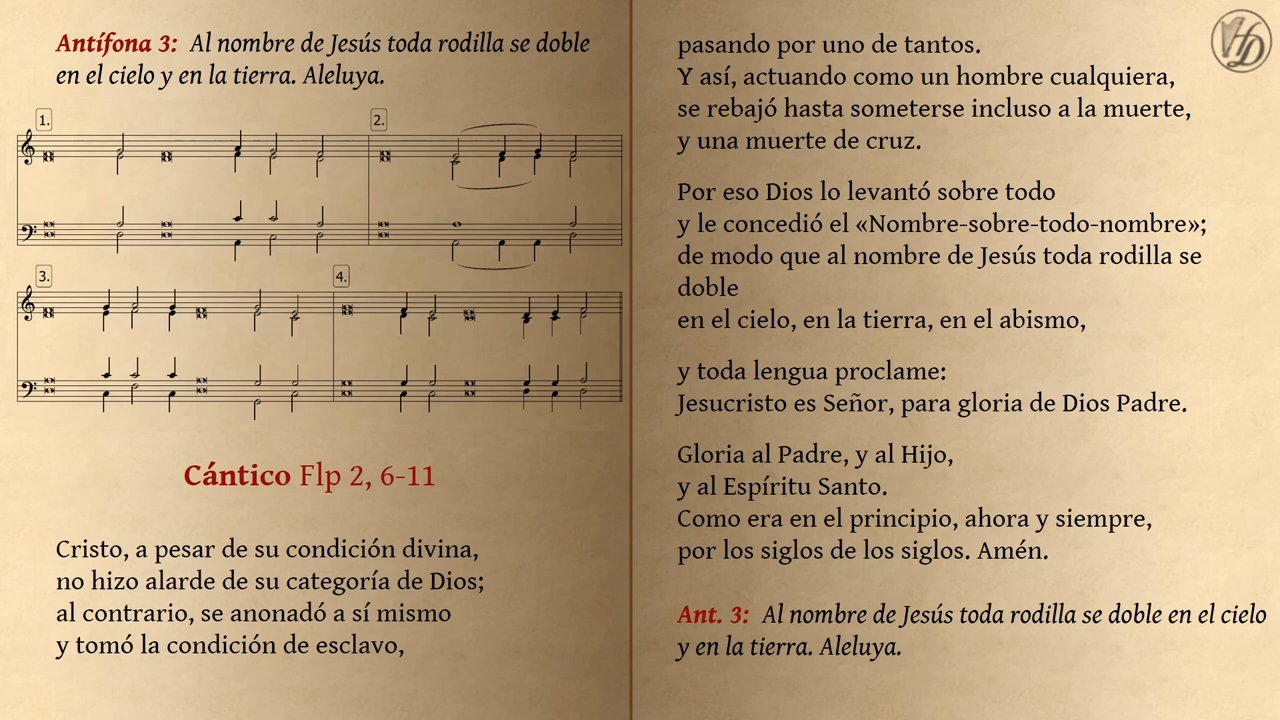 Antífona 3: Al nombre de Jesús toda rodilla se doble
en el cielo y en la tierra. Aleluya.
1.
2.
3.
4.
Cántico Flp 2, 6-11
Cristo, a pesar de su condición divina,
no hizo alarde de su categoría de Dios;
al contrario, se anonadó a sí mismo
y tomó la condición de esclavo,
pasando por uno de tantos.
Y así, actuando como un hombre cualquiera,
se rebajó hasta someterse incluso a la muerte,
y una muerte de cruz.
Por eso Dios lo levantó sobre todo
y le concedió el «Nombre-sobre-todo-nombre»;
de modo que al nombre de Jesús toda rodilla se
doble
en el cielo, en la tierra, en el abismo,
y toda lengua proclame:
Jesucristo es Señor, para gloria de Dios Padre.
Gloria al Padre, y al Hijo,
y al Espíritu Santo.
Como era en el principio, ahora y siempre,
por los siglos de los siglos. Amén.
Ant. 3: Al nombre de Jesús toda rodilla se doble en el cielo
y en la tierra. Aleluya.